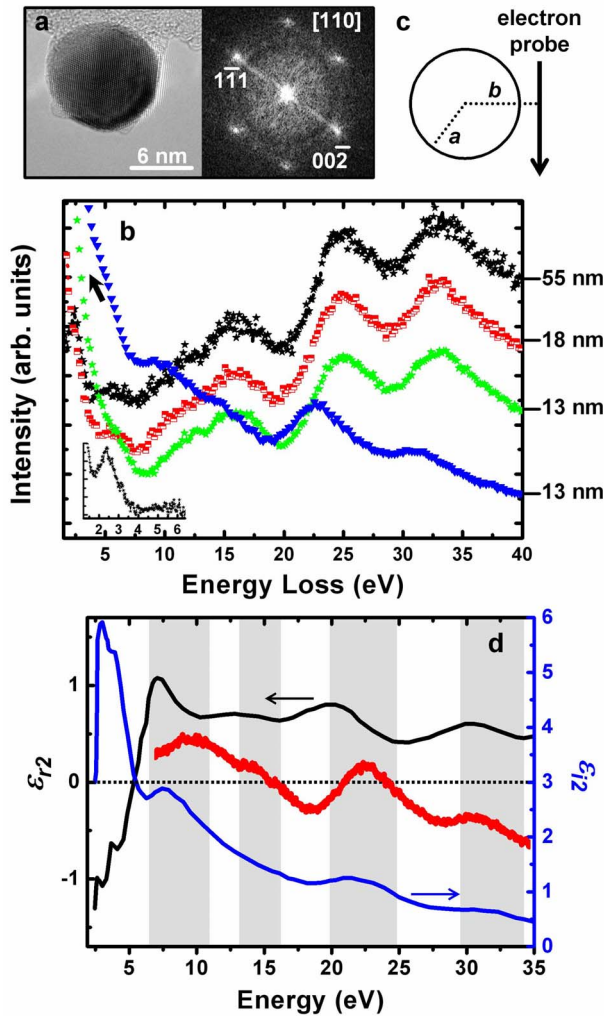 a
[110]
11̅1
002̅
6 nm
c
electron
probe
b
a
b
Intensity (arb. units)
55 nm
18 nm
13 nm
13 nm
2 3 4 5 6
5 10 15 20 25 30 35 40
Energy Loss (eV)
d
εr2
1
0
-1
6
5
4
3
2
1
0
εi2
5 10 15 20 25 30 35
Energy (eV)